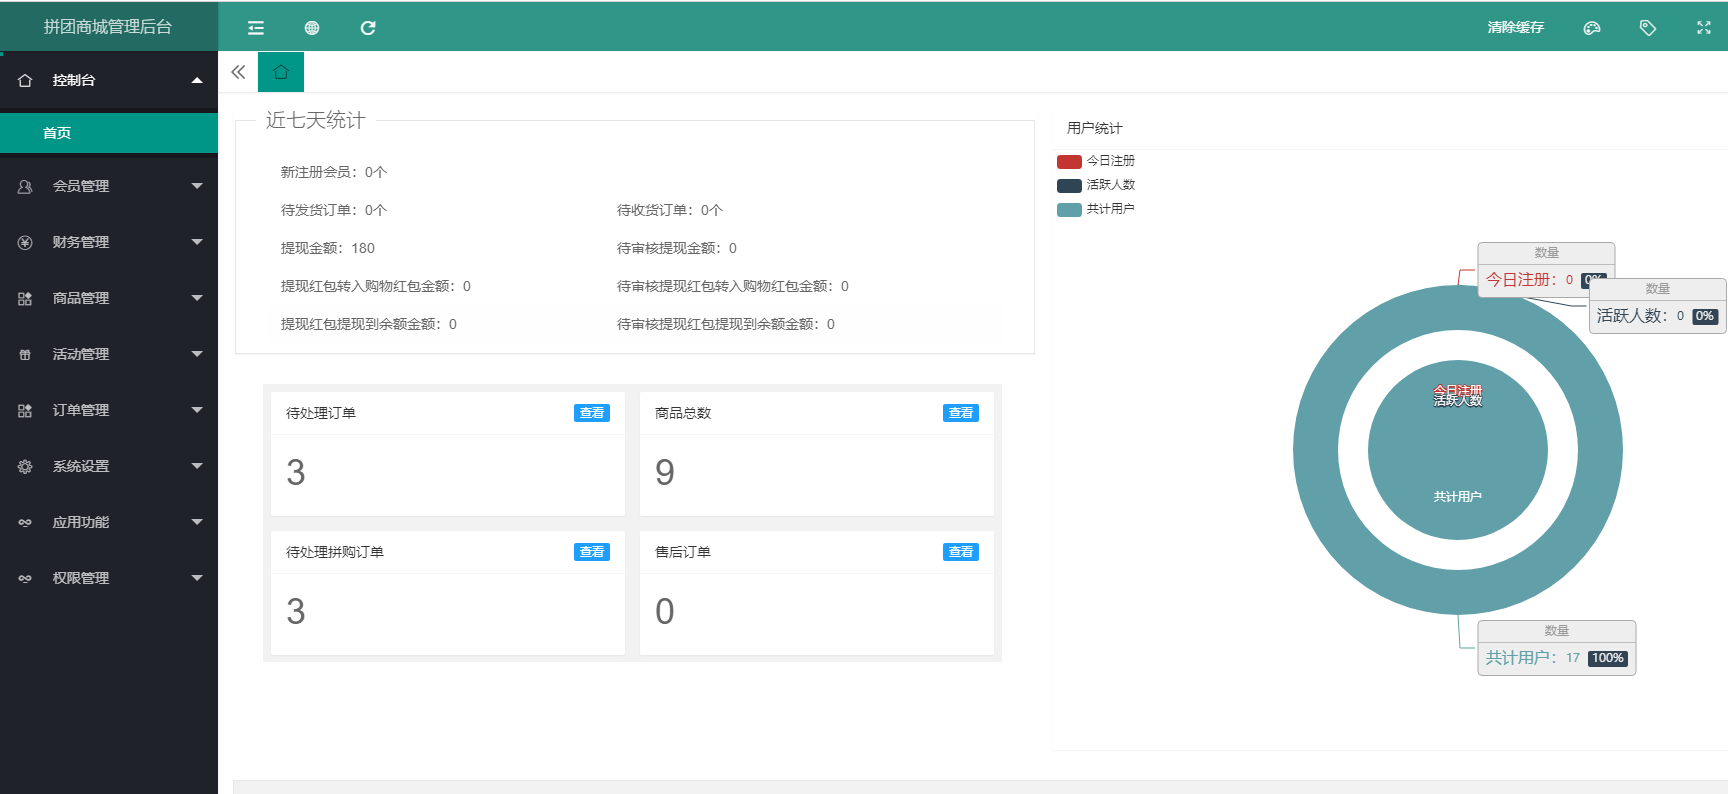 拼团商城管理后台
清除缓存
控制台
首页
会员管理
财务管理
商品管理
活动管理
订单管理
系统设置
应用功能
权限管理
近七天统计
新注册会员：0个
待发货订单：0个
待收货订单：0个
提现金额：180
待审核提现金额：0
提现红包转入购物红包金额：0
待审核提现红包转入购物红包金额：0
提现红包提现到余额金额：0
待审核提现红包提现到余额金额：0
待处理订单
查看
3
商品总数
查看
9
待处理拼购订单
查看
3
售后订单
查看
0
用户统计
今日注册
活跃人数
共计用户
数量
今日注册： 0
数量
活跃人数： 0 0%
今日注册
活跃人数
共计用户
数量
共计用户： 17 100%